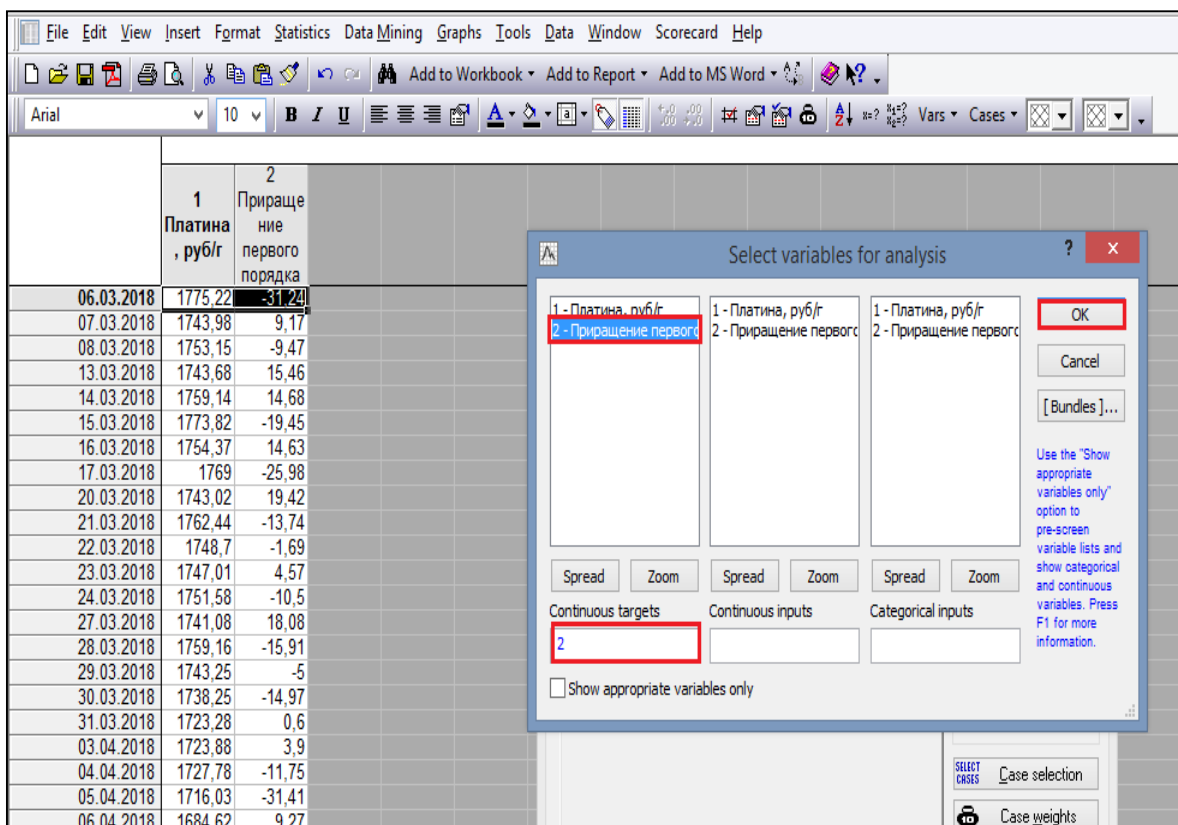 File Edit View Insert Format Statistics Data Mining Graphs Tools Data Window Scorecard Help
Add to Workbook Add to Report Add to MS Word
Arial 10 B I U Vars Cases
1 Платина, руб/г
2 Приращение первого порядка
06.03.2018 1775,22 -31,24
07.03.2018 1743,98 9,17
08.03.2018 1753,15 -9,47
13.03.2018 1743,68 15,46
14.03.2018 1759,14 14,68
15.03.2018 1773,82 -19,45
16.03.2018 1754,37 14,63
17.03.2018 1769 -25,98
20.03.2018 1743,02 19,42
21.03.2018 1762,44 -13,74
22.03.2018 1748,7 -1,69
23.03.2018 1747,01 4,57
24.03.2018 1751,58 -10,5
27.03.2018 1741,08 18,08
28.03.2018 1759,16 -15,91
29.03.2018 1743,25 -5
30.03.2018 1738,25 -14,97
31.03.2018 1723,28 0,6
03.04.2018 1723,88 3,9
04.04.2018 1727,78 -11,75
05.04.2018 1716,03 -31,41
06.04.2018 1684,62 9,27
Select variables for analysis
? x
1 - Платина, руб/г
2 - Приращение первого
1 - Платина, руб/г
2 - Приращение первого
1 - Платина, руб/г
2 - Приращение первого
OK
Cancel
[ Bundles ]...
Use the "Show
appropriate
variables only"
option to
pre-screen
variable lists and
show categorical
and continuous
variables. Press
F1 for more
information.
Spread Zoom Spread Zoom Spread Zoom
Continuous targets Continuous inputs Categorical inputs
2
Show appropriate variables only
SELECT CASES Case selection
Case weights